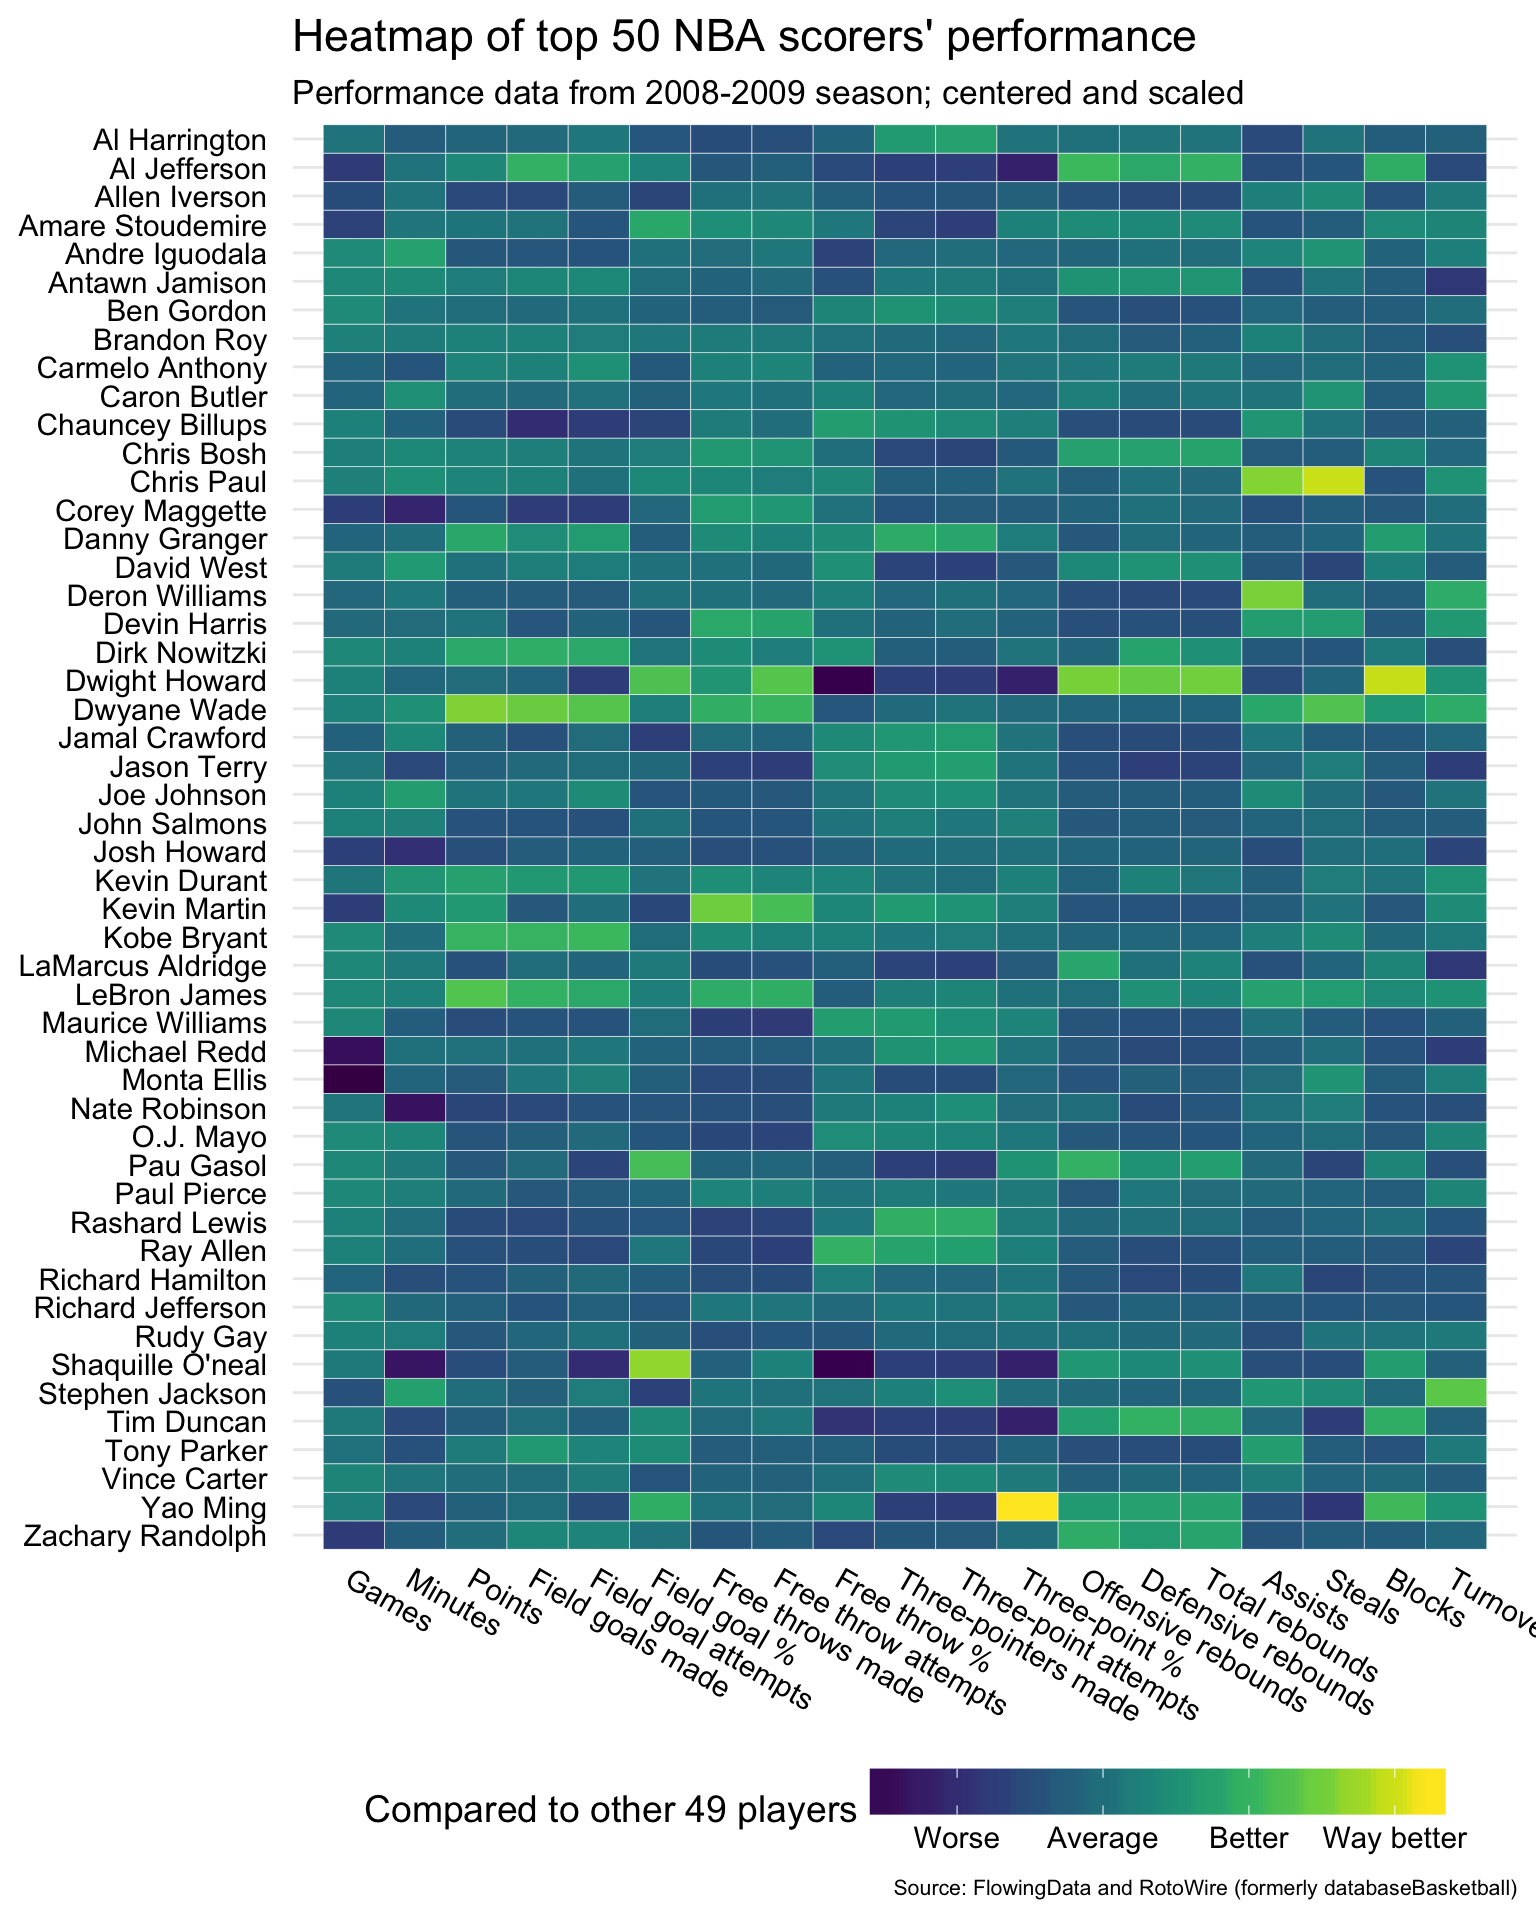 Heatmap of top 50 NBA scorers' performance
Performance data from 2008-2009 season; centered and scaled
Al Harrington
Al Jefferson
Allen Iverson
Amare Stoudemire
Andre Iguodala
Antawn Jamison
Ben Gordon
Brandon Roy
Carmelo Anthony
Caron Butler
Chauncey Billups
Chris Bosh
Chris Paul
Corey Maggette
Danny Granger
David West
Deron Williams
Devin Harris
Dirk Nowitzki
Dwight Howard
Dwyane Wade
Jamal Crawford
Jason Terry
Joe Johnson
John Salmons
Josh Howard
Kevin Durant
Kevin Martin
Kobe Bryant
LaMarcus Aldridge
LeBron James
Maurice Williams
Michael Redd
Monta Ellis
Nate Robinson
O.J. Mayo
Pau Gasol
Paul Pierce
Rashard Lewis
Ray Allen
Richard Hamilton
Richard Jefferson
Rudy Gay
Shaquille O'neal
Stephen Jackson
Tim Duncan
Tony Parker
Vince Carter
Yao Ming
Zachary Randolph
Games
Minutes
Points
Field goals made
Field goal attempts
Field goal %
Free throws made
Free throw attempts
Free throw %
Three-pointers made
Three-point attempts
Three-point %
Offensive rebounds
Defensive rebounds
Total rebounds
Assists
Steals
Blocks
Turnove
Compared to other 49 players
Worse Average Better Way better
Source: FlowingData and RotoWire (formerly databaseBasketball)